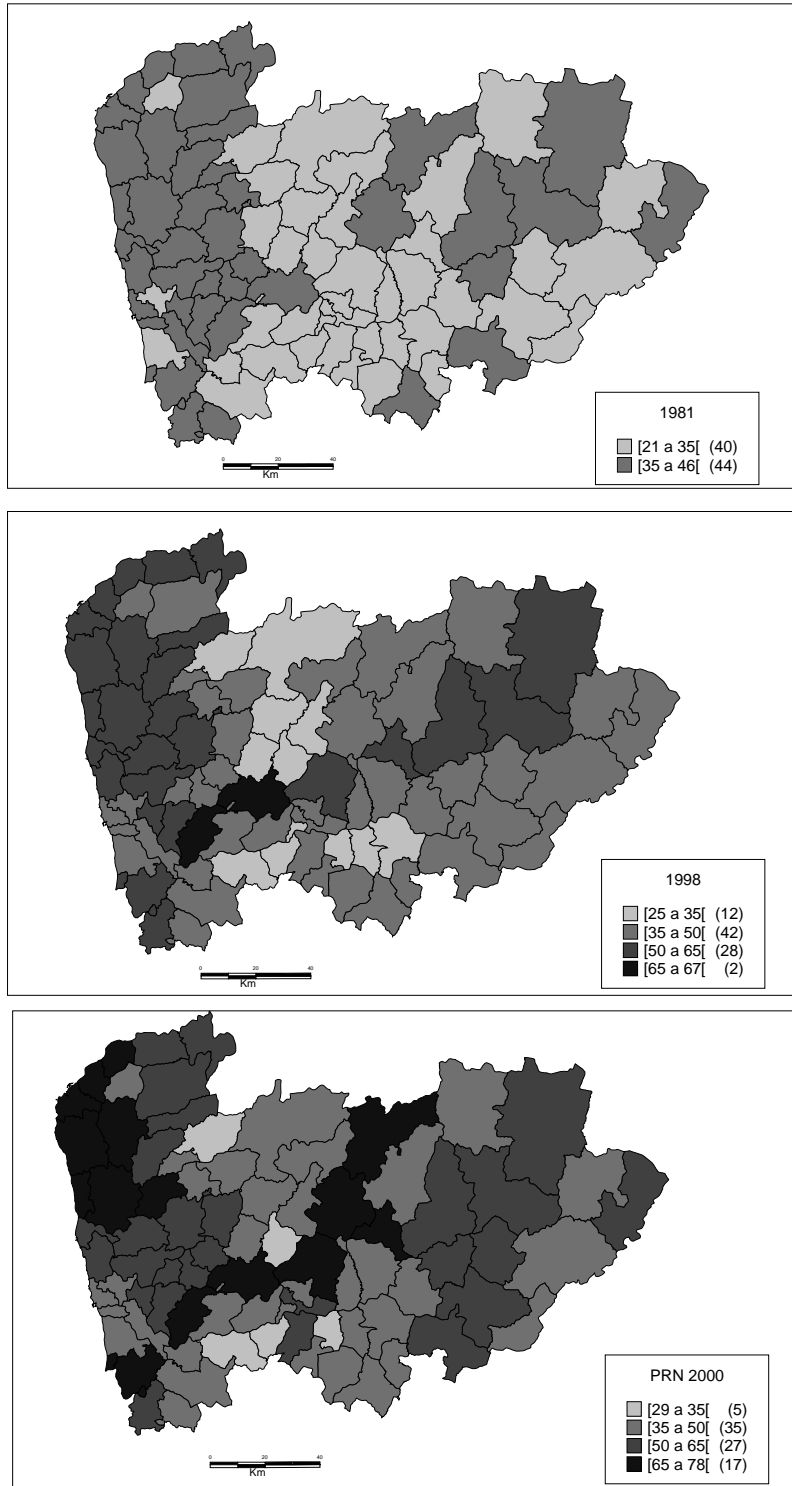 1981
[21 a 35[ (40)
[35 a 46[ (44)
0 20 40
Km
1998
[25 a 35[ (12)
[35 a 50[ (42)
[50 a 65[ (28)
[65 a 67[ (2)
0 20 40
Km
PRN 2000
[29 a 35[ (5)
[35 a 50[ (35)
[50 a 65[ (27)
[65 a 78[ (17)
0 20 40
Km